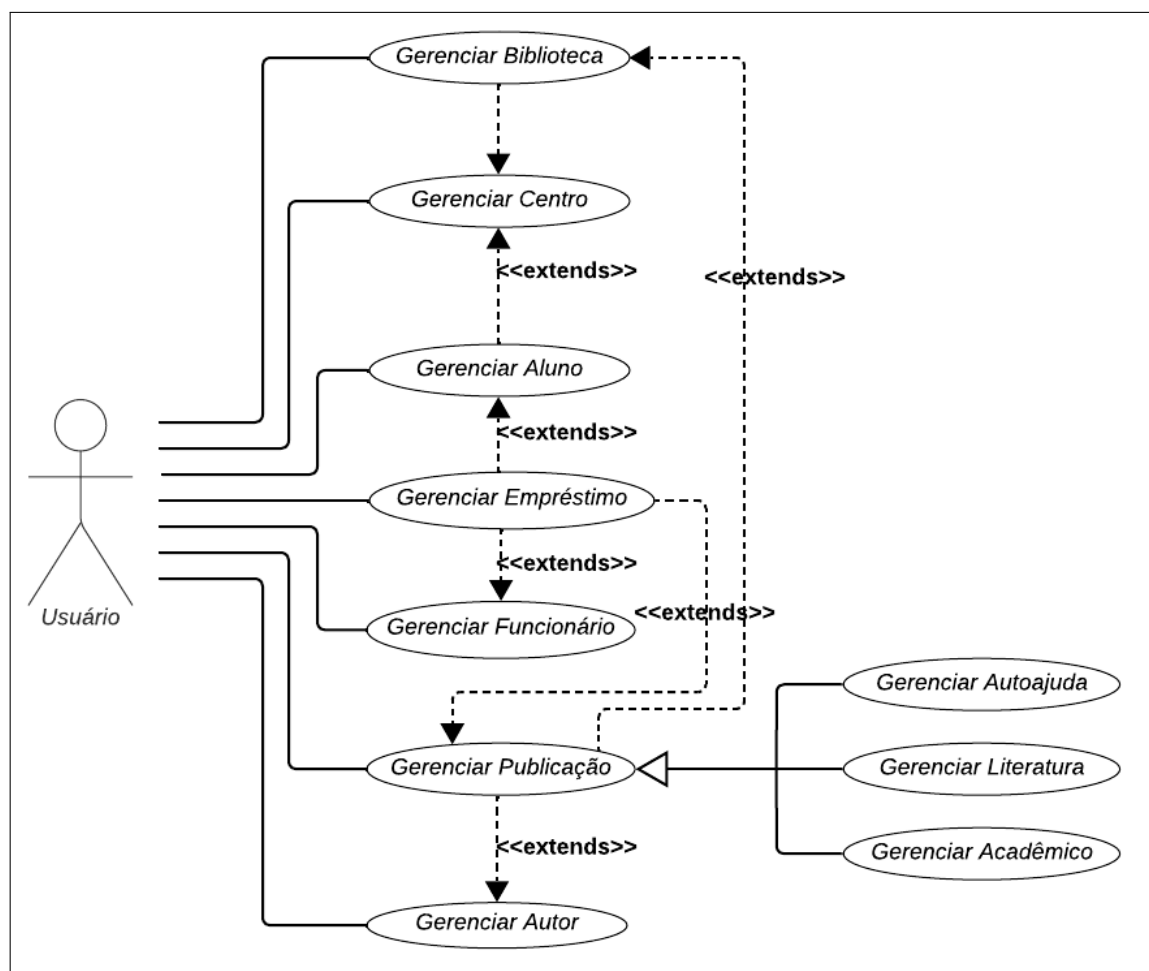 Gerenciar Biblioteca
Gerenciar Centro
<<extends>>
<<extends>>
Gerenciar Aluno
<<extends>>
Gerenciar Empréstimo
<<extends>>
<<extends>>
Usuário
Gerenciar Funcionário
Gerenciar Autoajuda
Gerenciar Publicação
Gerenciar Literatura
<<extends>>
Gerenciar Acadêmico
Gerenciar Autor